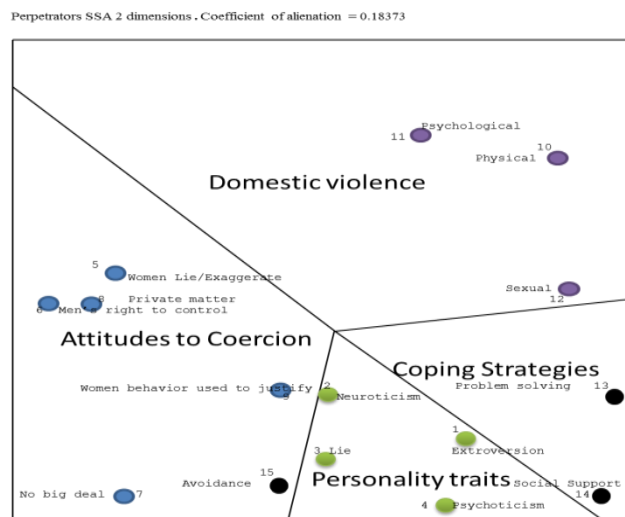 Perpetrators SSA 2 dimensions. Coefficient of alienation = 0.18373
Psychological
11
10
Physical
Domestic violence
5
Women Lie/Exaggerate
Sexual
12
8 Private matter
6 Men's right to control
Attitudes to Coercion
Coping Strategies
Women behavior used to justify
9
2
Neuroticism
Problem solving 13
1
Extroversion
3 Lie
15
Avoidance
Personality traits
Social Support
No big deal 7
4 Psychoticism
14